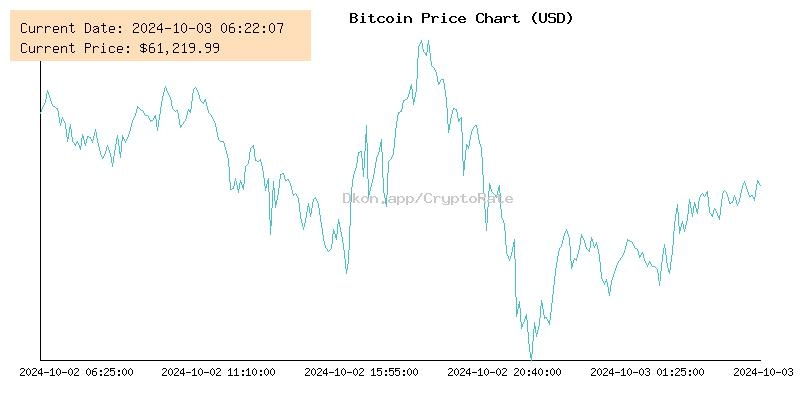 Bitcoin Price Chart (USD)
Current Date: 2024-10-03 06:22:07
Current Price: $61,219.99
Dkon.app/CryptoRate
2024-10-02 06:25:00 2024-10-02 11:10:00 2024-10-02 15:55:00 2024-10-02 20:40:00 2024-10-03 01:25:00 2024-10-03